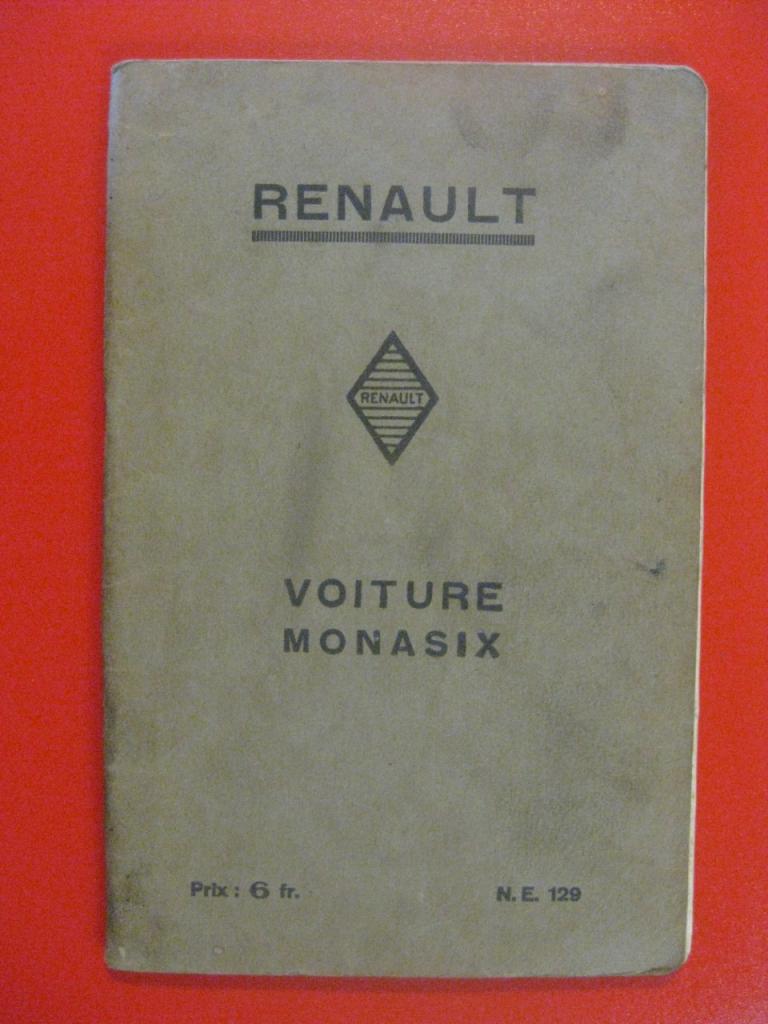 RENAULT
RENAULT
VOITURE
MONASIX
Prix : 6 fr.
N. E. 129